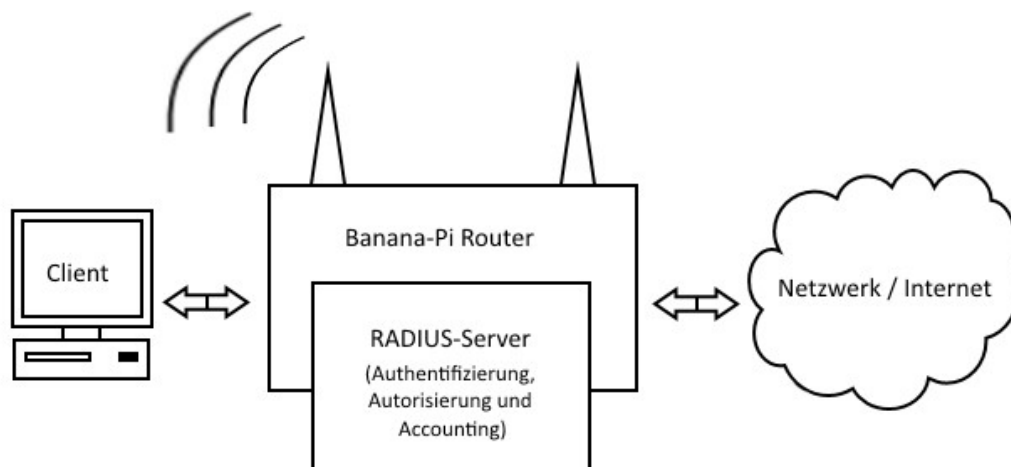 Banana-Pi Router
Client
Netzwerk / Internet
RADIUS-Server
(Authentifizierung,
Autorisierung und
Accounting)